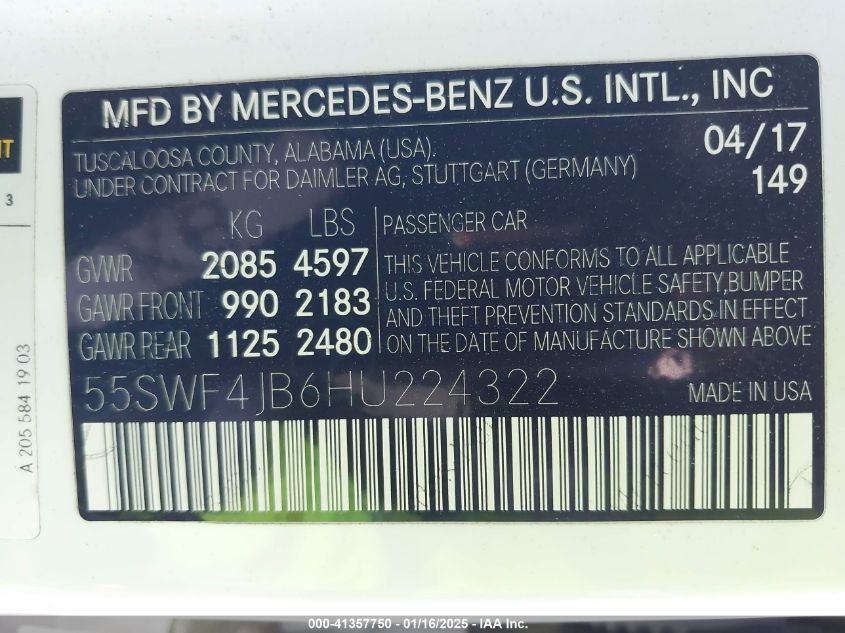 MFD BY MERCEDES-BENZ U.S. INTL., INC
TUSCALOOSA COUNTY, ALABAMA (USA). 04/17
UNDER CONTRACT FOR DAIMLER AG, STUTTGART (GERMANY) 149
KG LBS
GVWR 2085 4597
GAWR FRONT 990 2183
GAWR REAR 1125 2480
PASSENGER CAR
THIS VEHICLE CONFORMS TO ALL APPLICABLE
U.S. FEDERAL MOTOR VEHICLE SAFETY,BUMPER
AND THEFT PREVENTION STANDARDS IN EFFECT
ON THE DATE OF MANUFACTURE SHOWN ABOVE
55SWF4JB6HU224322 MADE IN USA
A 205 584 19 03
3
000-41357750 - 01/16/2025 - IAA Inc.